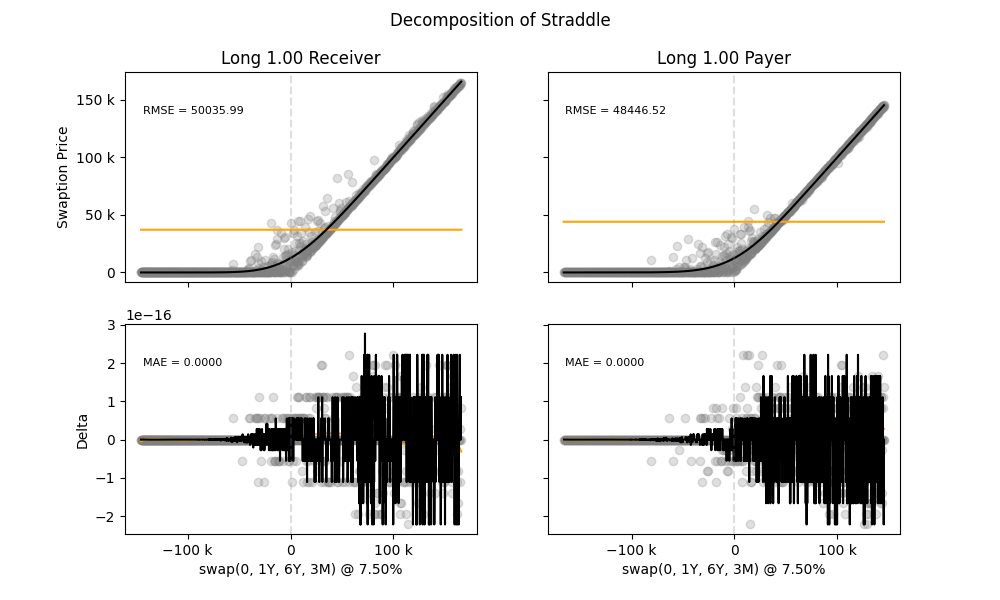 Decomposition of Straddle
Long 1.00 Receiver
Long 1.00 Payer
150 k
100 k
50 k
0
Swaption Price
RMSE = 50035.99
RMSE = 48446.52
1e−16
3
2
1
0
−1
−2
Delta
MAE = 0.0000
MAE = 0.0000
−100 k
0
100 k
−100 k
0
100 k
swap(0, 1Y, 6Y, 3M) @ 7.50%
swap(0, 1Y, 6Y, 3M) @ 7.50%